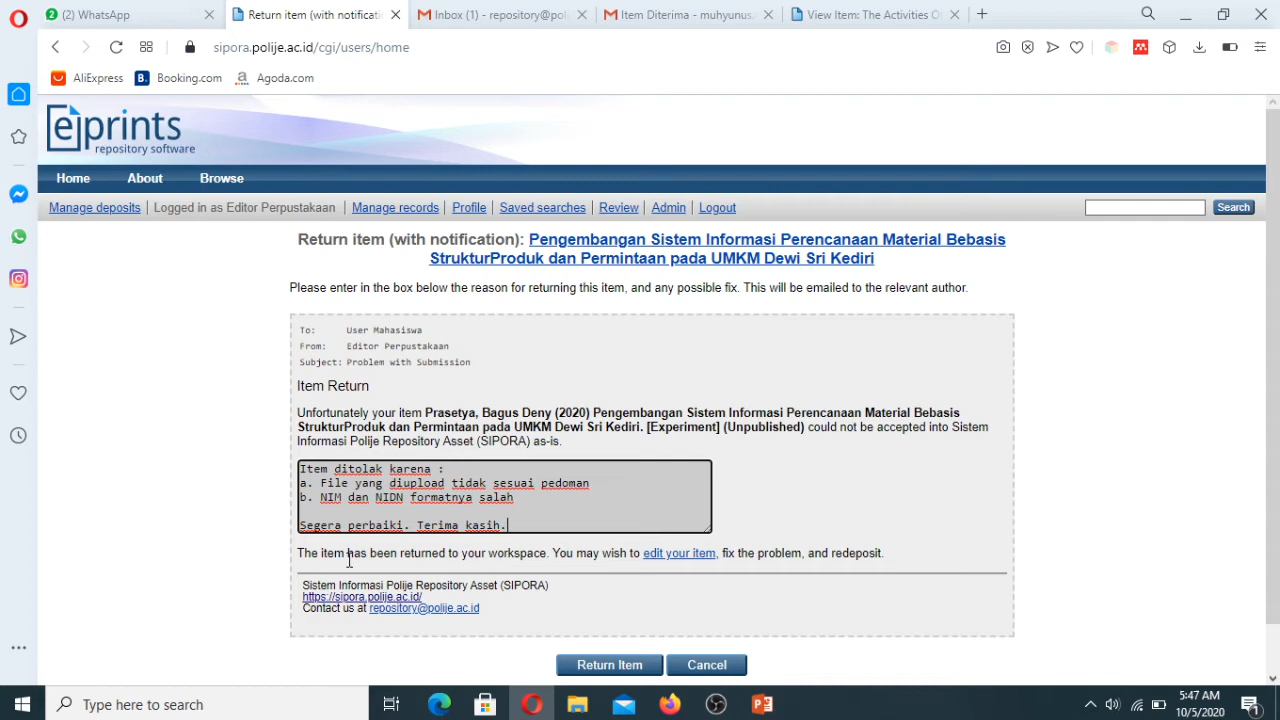 (2) WhatsApp
Return item (with notificati
Inbox (1) - repository@poli
Item Diterima - muhyunus.
View Item: The Activities O
sipora.polije.ac.id/cgi/users/home
AliExpress
Booking.com
Agoda.com
eprints
repository software
Home About Browse
Manage deposits Logged in as Editor Perpustakaan Manage records Profile Saved searches Review Admin Logout
Search
Return item (with notification): Pengembangan Sistem Informasi Perencanaan Material Bebasis
StrukturProduk dan Permintaan pada UMKM Dewi Sri Kediri
Please enter in the box below the reason for returning this item, and any possible fix. This will be emailed to the relevant author.
To: User Mahasiswa
From: Editor Perpustakaan
Subject: Problem with Submission
Item Return
Unfortunately your item Prasetya, Bagus Deny (2020) Pengembangan Sistem Informasi Perencanaan Material Bebasis
StrukturProduk dan Permintaan pada UMKM Dewi Sri Kediri. [Experiment] (Unpublished) could not be accepted into Sistem
Informasi Polije Repository Asset (SIPORA) as-is.
Item ditolak karena :
a. File yang diupload tidak sesuai pedoman
b. NIM dan NIDN formatnya salah
Segera perbaiki. Terima kasih.
The item has been returned to your workspace. You may wish to edit your item, fix the problem, and redeposit.
Sistem Informasi Polije Repository Asset (SIPORA)
https://sipora.polije.ac.id/
Contact us at repository@polije.ac.id
Return Item Cancel
Type here to search
5:47 AM
10/5/2020